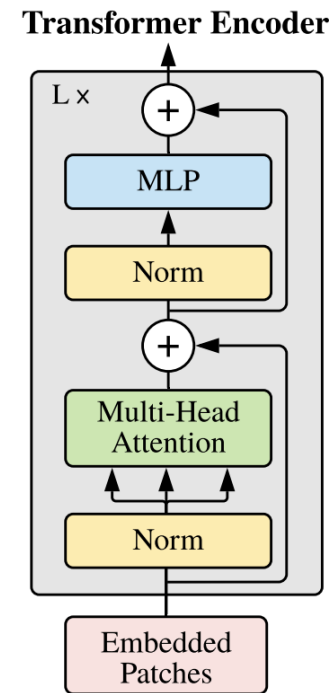 Transformer Encoder
L ×
+
MLP
Norm
+
Multi-Head
Attention
Norm
Embedded
Patches